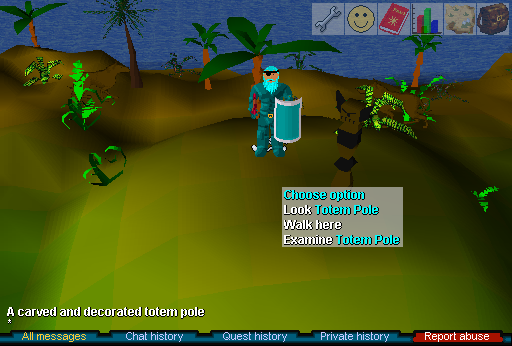 Choose option
Look Totem Pole
Walk here
Examine Totem Pole
A carved and decorated totem pole
*
All messages Chat history Quest history Private history Report abuse